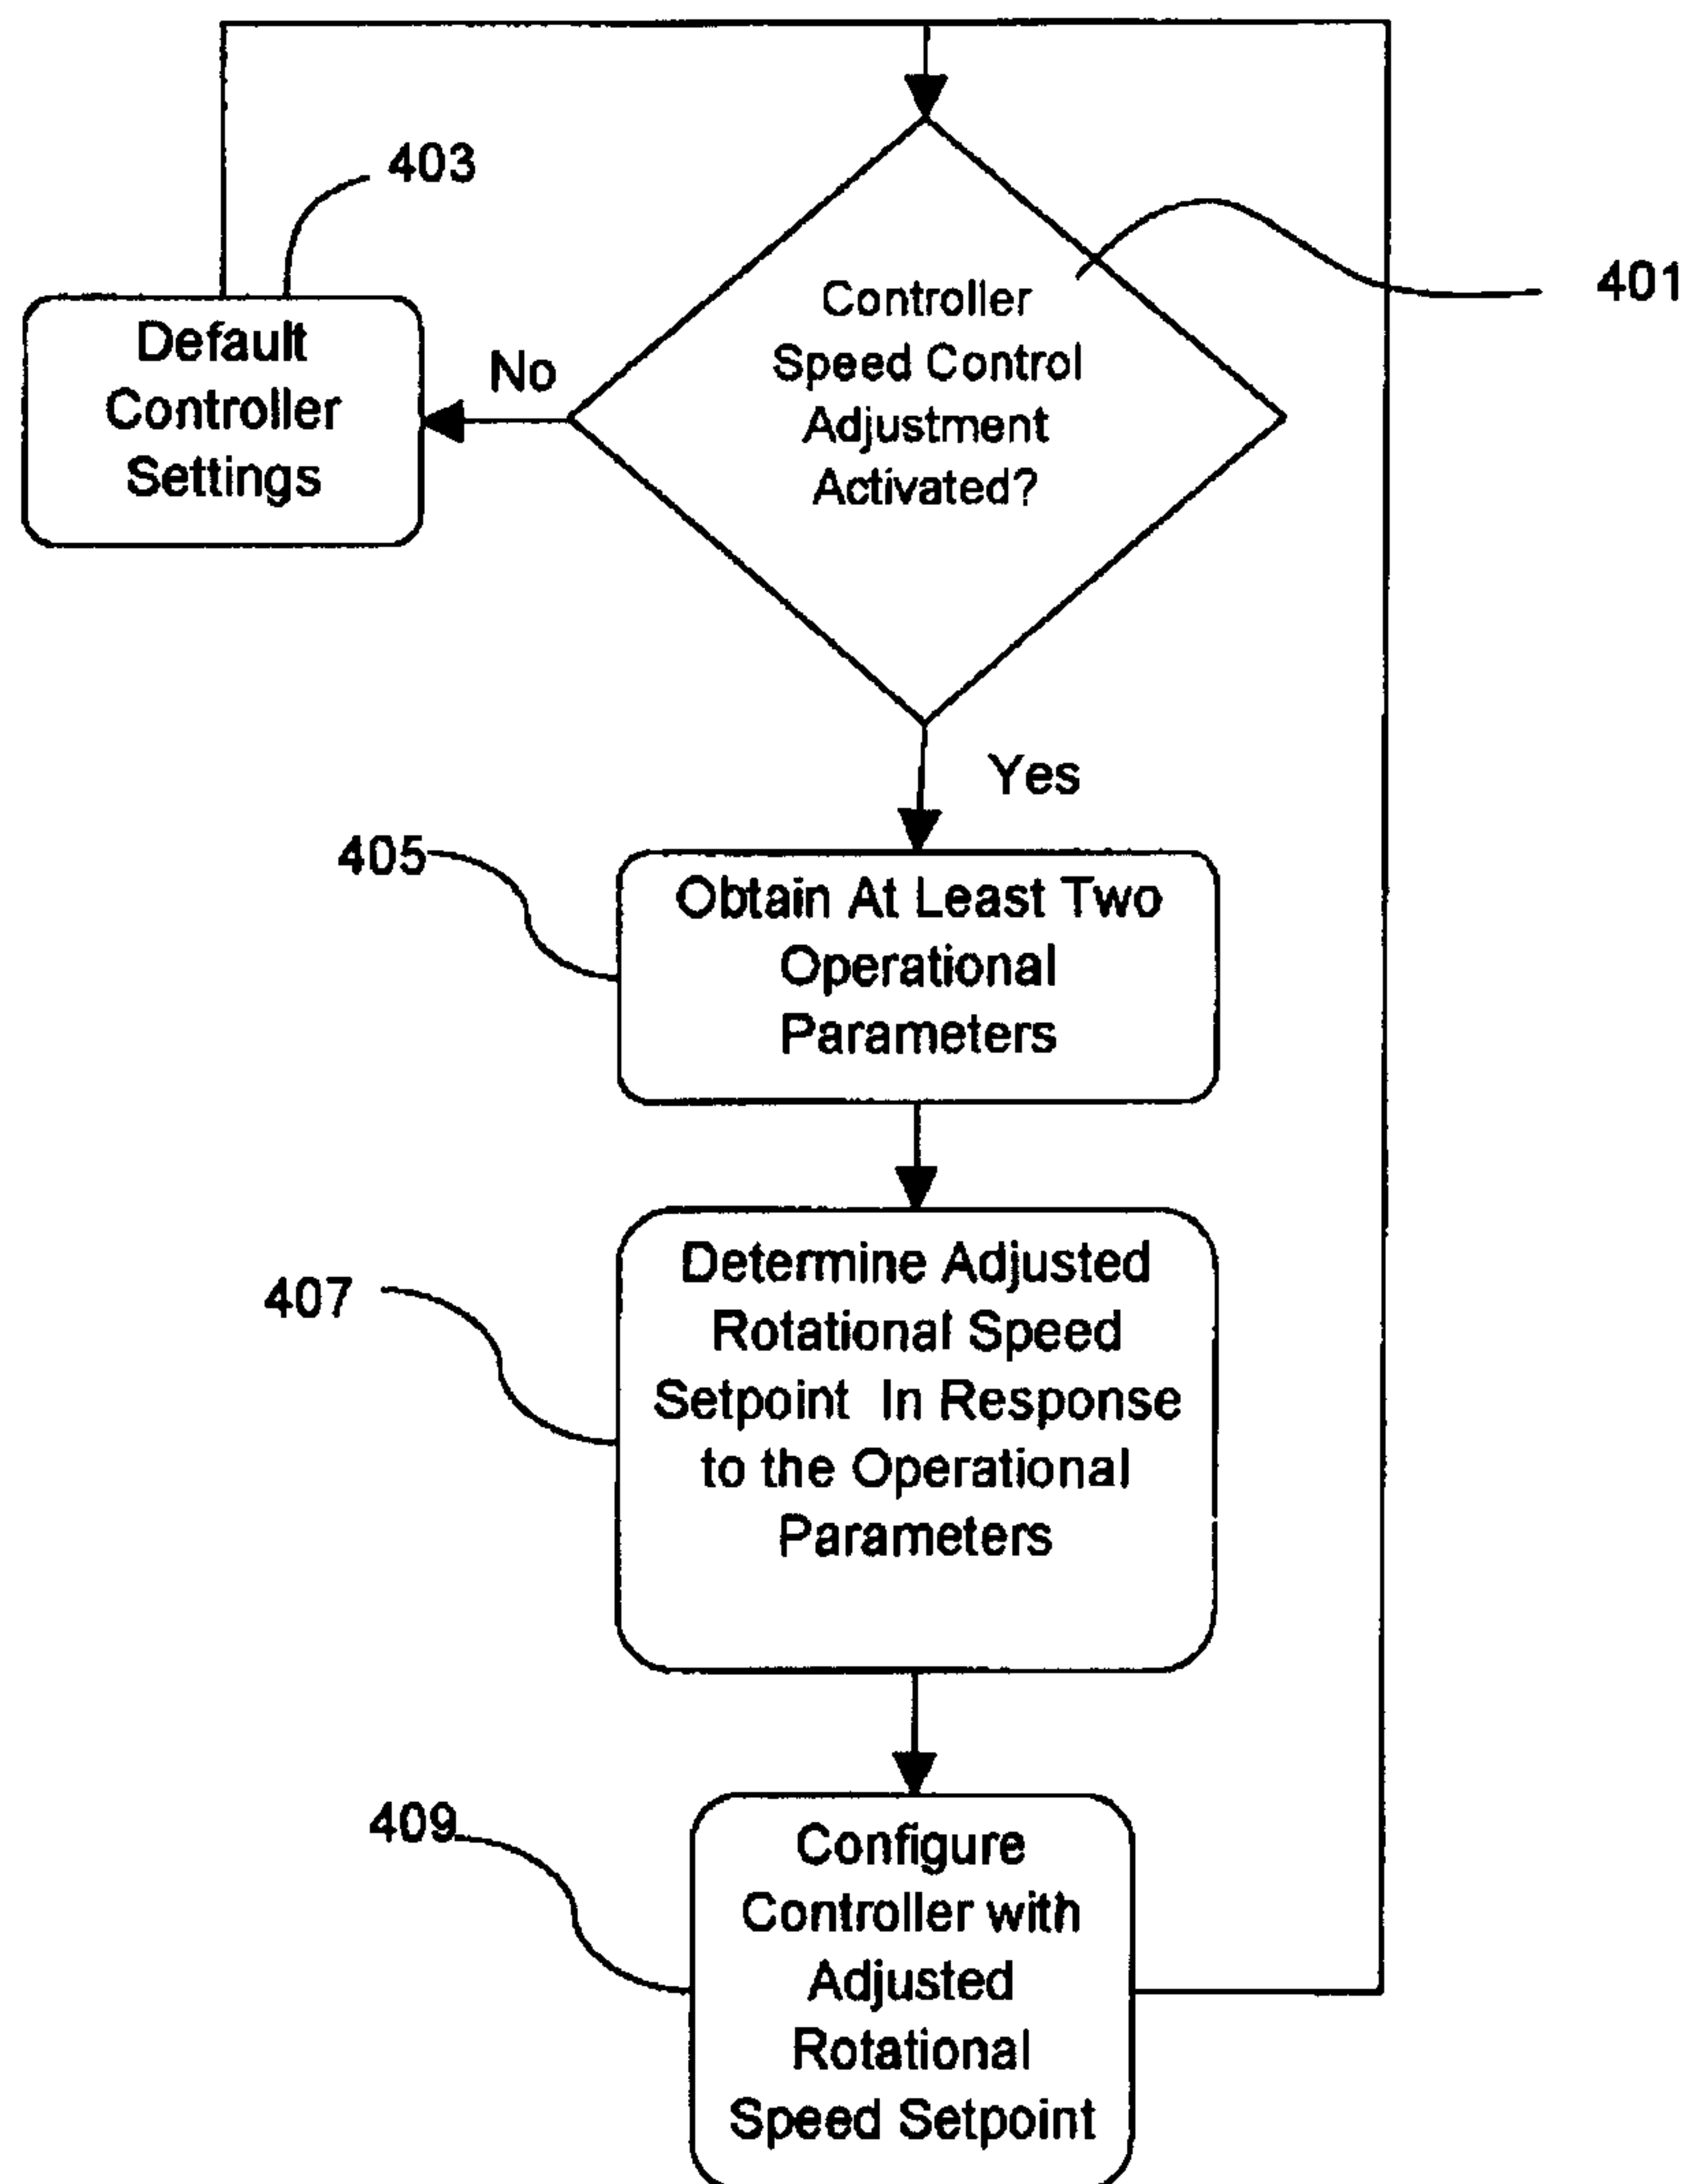 403
401
Default
Controller
Settings
No
Controller
Speed Control
Adjustment
Activated?
Yes
405
Obtain At Least Two
Operational
Parameters
407
Determine Adjusted
Rotational Speed
Setpoint In Response
to the Operational
Parameters
409
Configure
Controller with
Adjusted
Rotational
Speed Setpoint